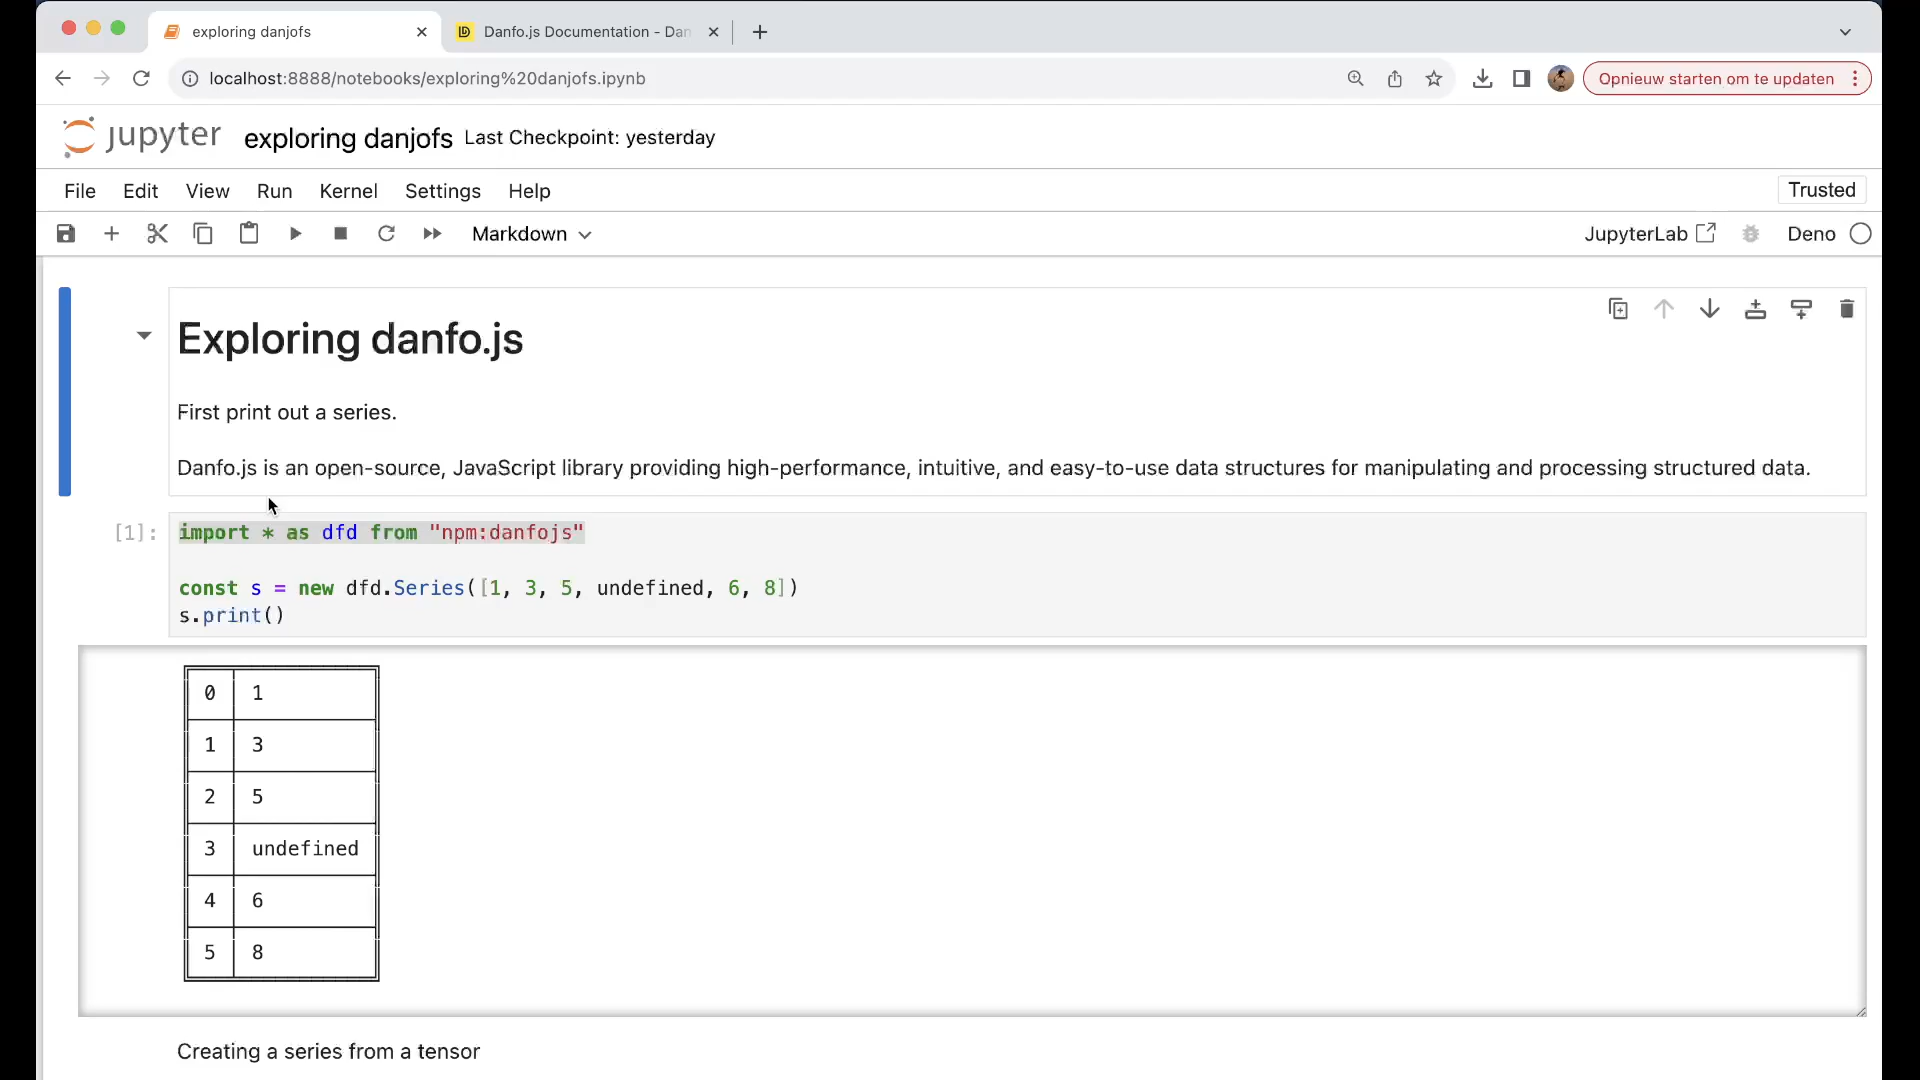 exploring danjofs
Danfo.js Documentation - Dan
localhost:8888/notebooks/exploring%20danjofs.ipynb
Opnieuw starten om te updaten
jupyter exploring danjofs Last Checkpoint: yesterday
File Edit View Run Kernel Settings Help
Trusted
Markdown
JupyterLab
Deno
Exploring danfo.js
First print out a series.
Danfo.js is an open-source, JavaScript library providing high-performance, intuitive, and easy-to-use data structures for manipulating and processing structured data.
[1]:
import * as dfd from "npm:danfojs"
const s = new dfd.Series([1, 3, 5, undefined, 6, 8])
s.print()
0 1
1 3
2 5
3 undefined
4 6
5 8
Creating a series from a tensor